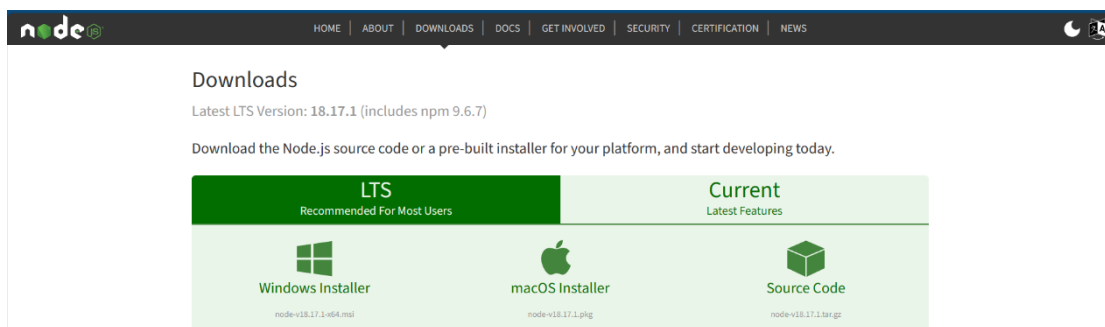 node JS
HOME | ABOUT | DOWNLOADS | DOCS | GET INVOLVED | SECURITY | CERTIFICATION | NEWS
Downloads
Latest LTS Version: 18.17.1 (includes npm 9.6.7)
Download the Node.js source code or a pre-built installer for your platform, and start developing today.
LTS
Recommended For Most Users
Current
Latest Features
Windows Installer
macOS Installer
Source Code
node-v18.17.1-x64.msi
node-v18.17.1.pkg
node-v18.17.1.tar.gz